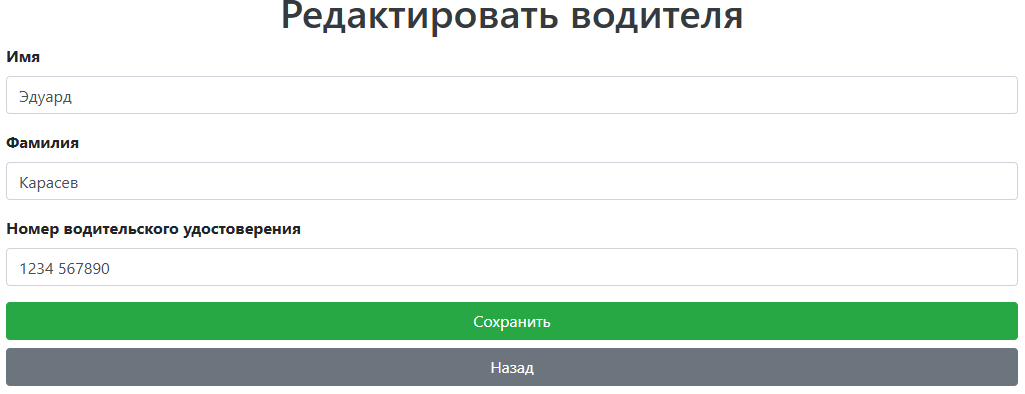 Редактировать водителя
Имя
Эдуард
Фамилия
Карасев
Номер водительского удостоверения
1234 567890
Сохранить
Назад